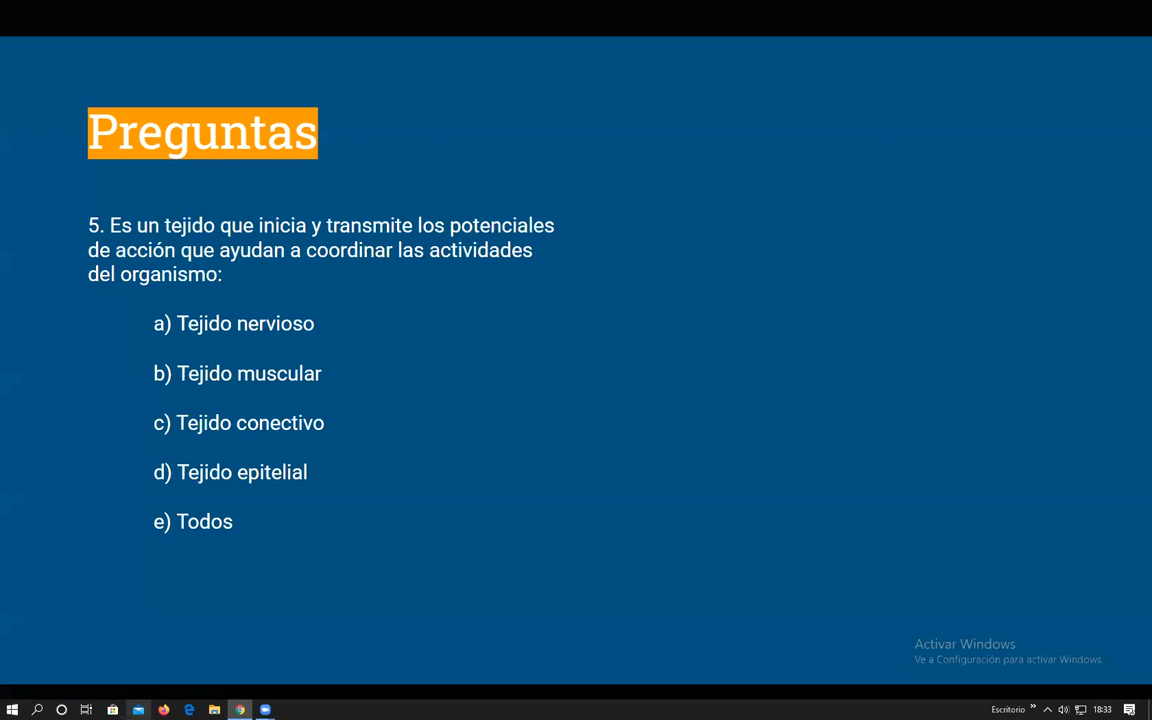 Preguntas
5. Es un tejido que inicia y transmite los potenciales
de acción que ayudan a coordinar las actividades
del organismo:
a) Tejido nervioso
b) Tejido muscular
c) Tejido conectivo
d) Tejido epitelial
e) Todos
Activar Windows
Ve a Configuración para activar Windows.
Escritorio
18:33